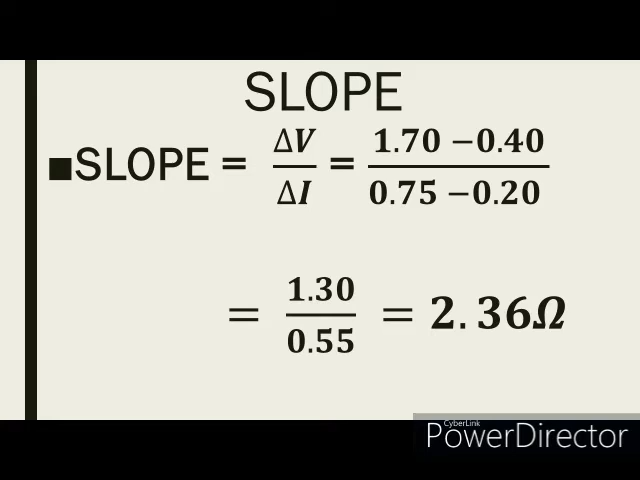 SLOPE
■SLOPE = ΔV/ΔI = 1.70 −0.40/0.75 −0.20
= 1.30/0.55 = 2.36Ω
CyberLink
PowerDirector